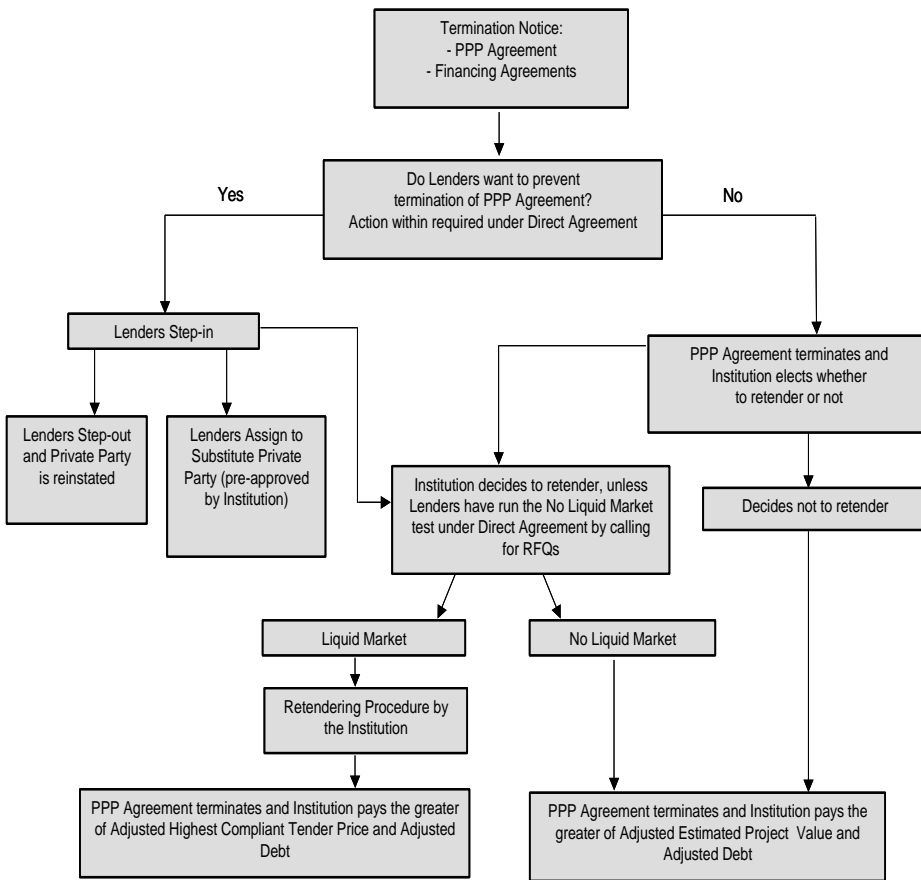 Termination Notice:
- PPP Agreement
- Financing Agreements
Do Lenders want to prevent
termination of PPP Agreement?
Action within required under Direct Agreement
Yes
No
Lenders Step-in
PPP Agreement terminates and
Institution elects whether
to retender or not
Lenders Step-out
and Private Party
is reinstated
Lenders Assign to
Substitute Private
Party (pre-approved
by Institution)
Institution decides to retender, unless
Lenders have run the No Liquid Market
test under Direct Agreement by calling
for RFQs
Decides not to retender
Liquid Market
No Liquid Market
Retendering Procedure by
the Institution
PPP Agreement terminates and Institution pays the greater
of Adjusted Highest Compliant Tender Price and Adjusted
Debt
PPP Agreement terminates and Institution pays the
greater of Adjusted Estimated Project Value and
Adjusted Debt